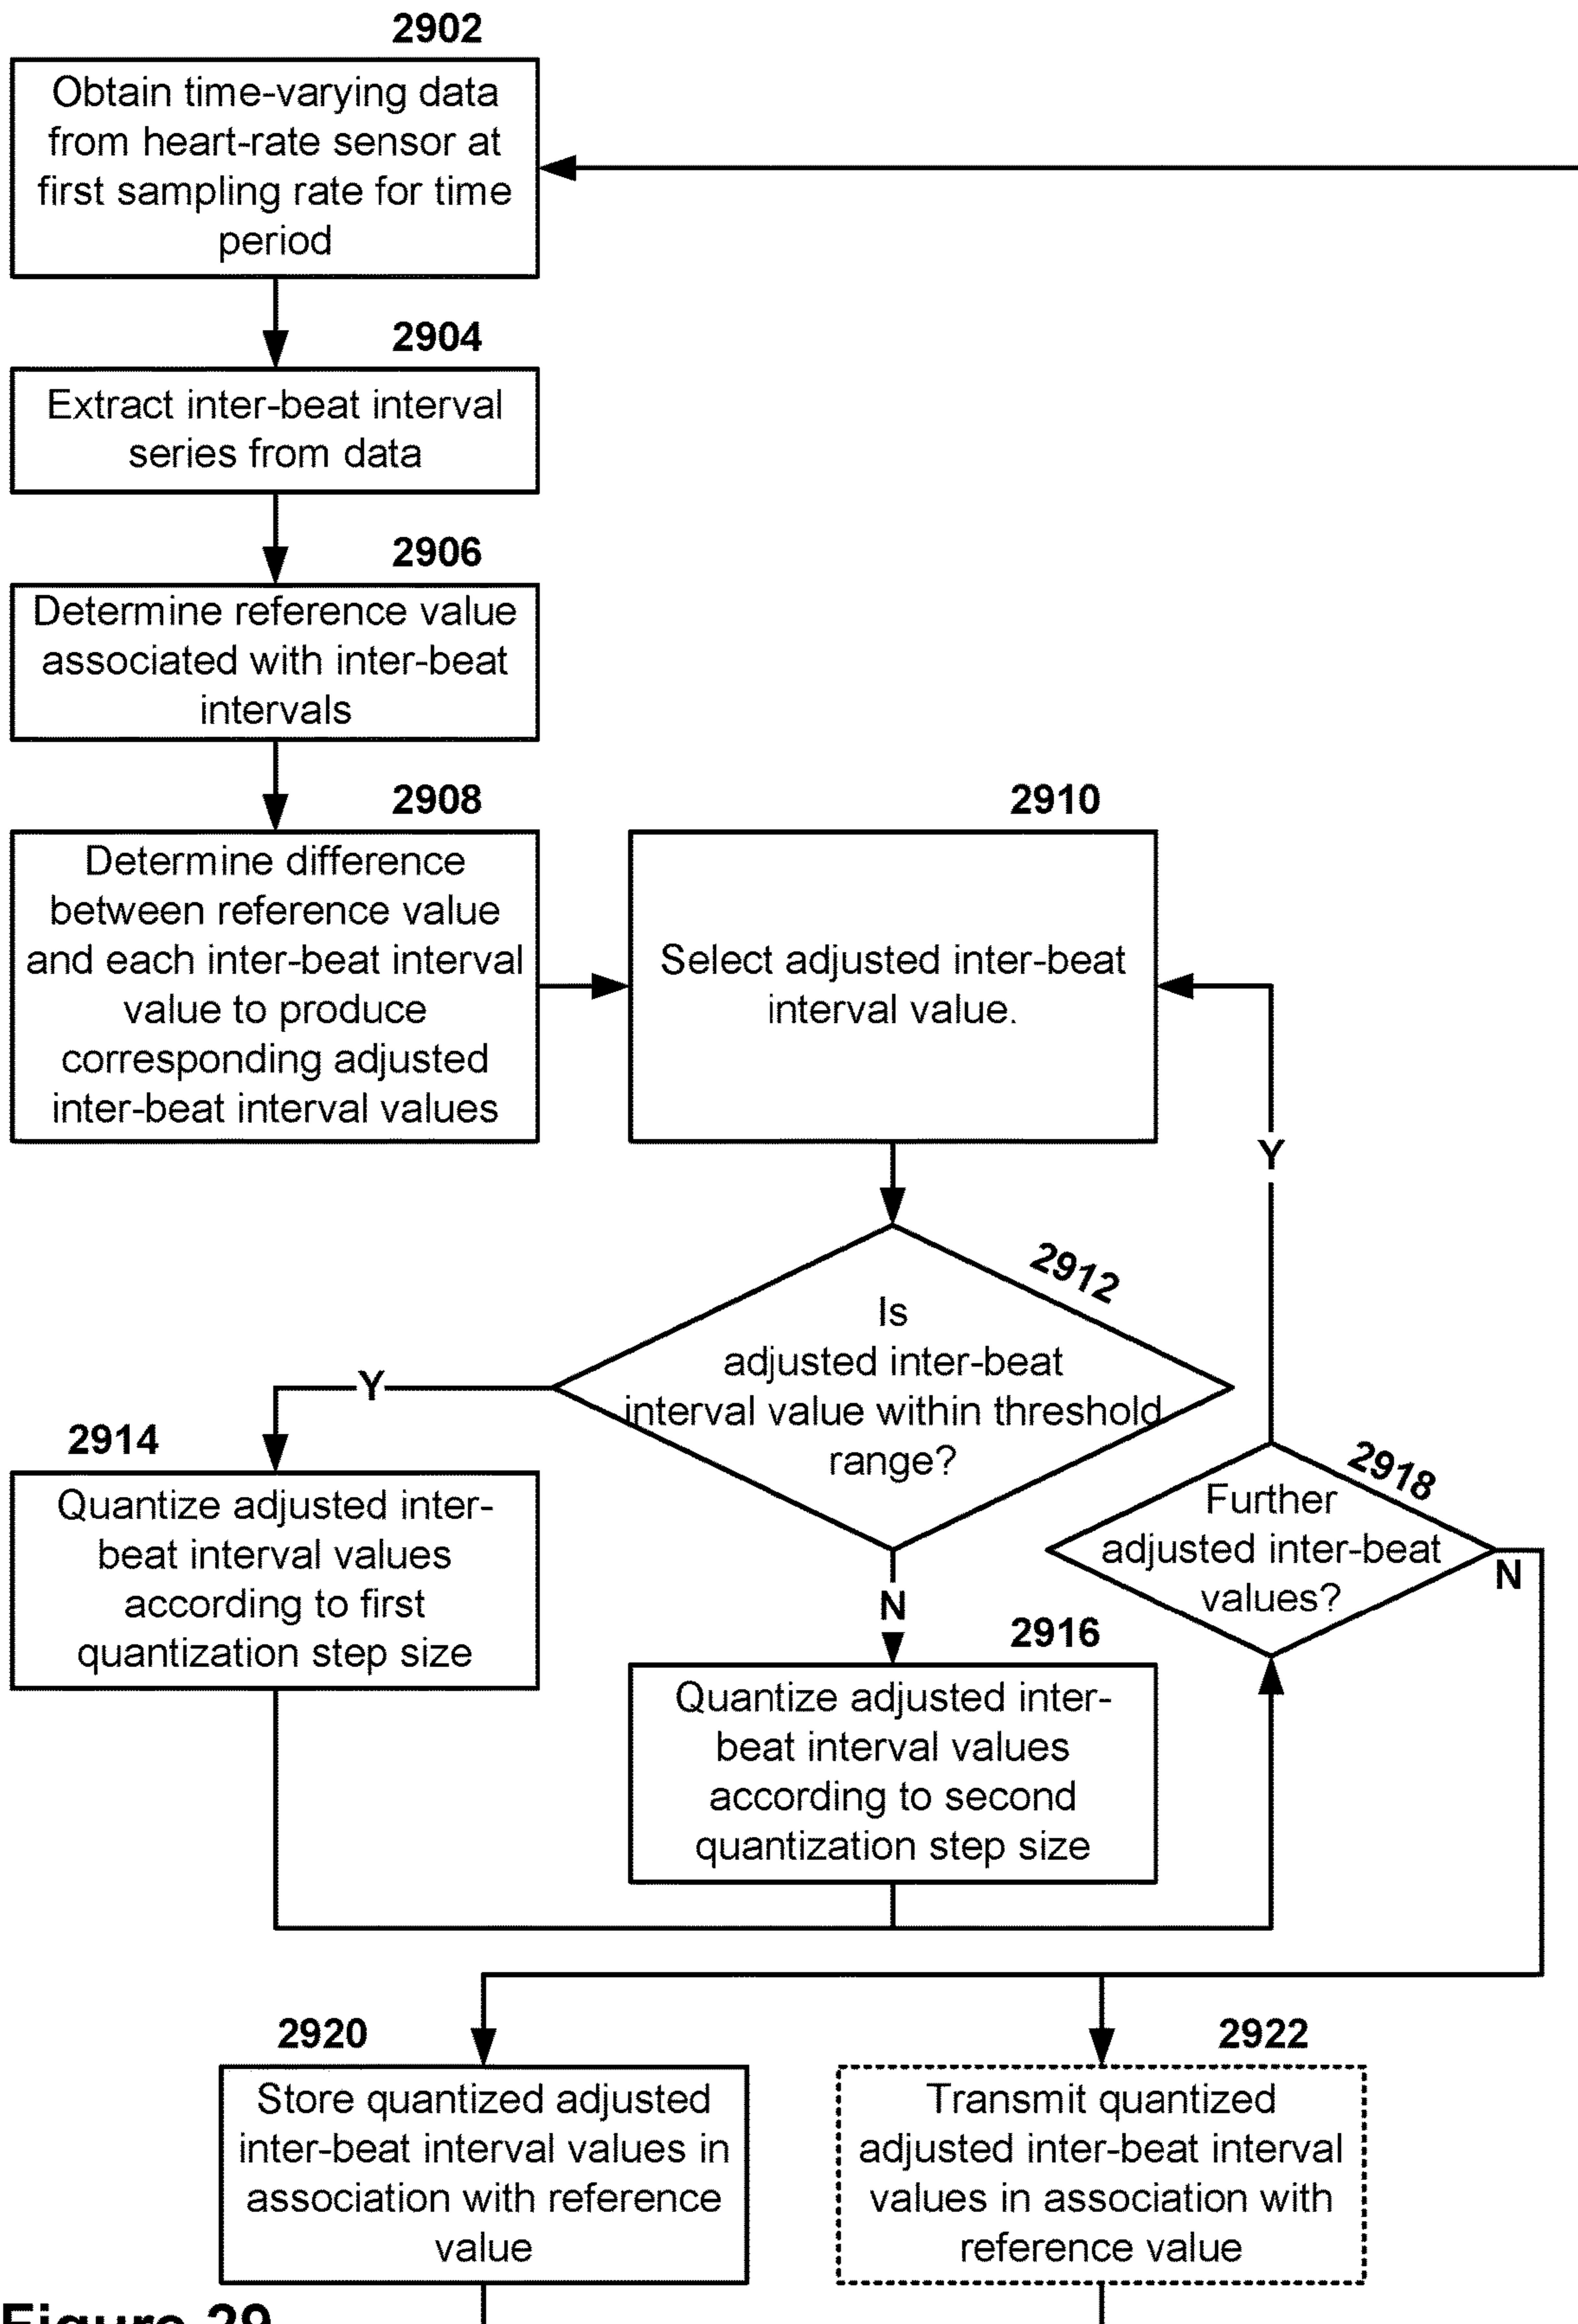 2902
Obtain time-varying data
from heart-rate sensor at
first sampling rate for time
period
2904
Extract inter-beat interval
series from data
2906
Determine reference value
associated with inter-beat
intervals
2908
Determine difference
between reference value
and each inter-beat interval
value to produce
corresponding adjusted
inter-beat interval values
2910
Select adjusted inter-beat
interval value.
2912
Is
adjusted inter-beat
interval value within threshold
range?
Y
N
2914
Quantize adjusted inter-
beat interval values
according to first
quantization step size
2916
Quantize adjusted inter-
beat interval values
according to second
quantization step size
2918
Further
adjusted inter-beat
values?
Y
N
2920
Store quantized adjusted
inter-beat interval values in
association with reference
value
2922
Transmit quantized
adjusted inter-beat interval
values in association with
reference value
Figure 29